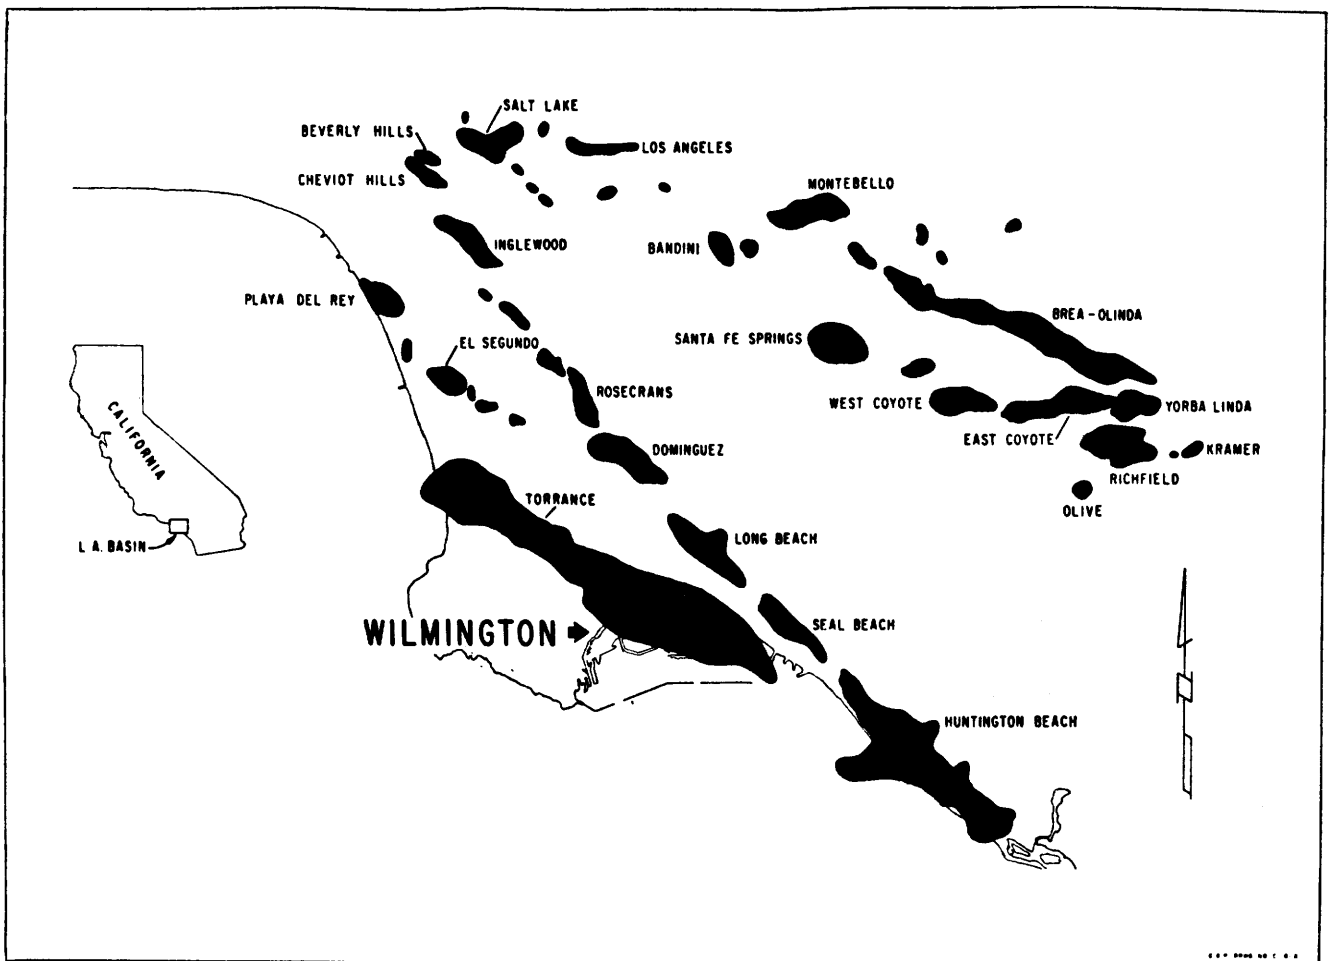 SALT LAKE
BEVERLY HILLS
LOS ANGELES
CHEVIOT HILLS
MONTEBELLO
INGLEWOOD
BANDINI
PLAYA DEL REY
BREA-OLINDA
EL SEGUNDO
SANTA FE SPRINGS
ROSECRANS
WEST COYOTE
YORBA LINDA
EAST COYOTE
CALIFORNIA
DOMINGUEZ
KRAMER
RICHFIELD
TORRANCE
OLIVE
LONG BEACH
L A. BASIN
SEAL BEACH
WILMINGTON
HUNTINGTON BEACH